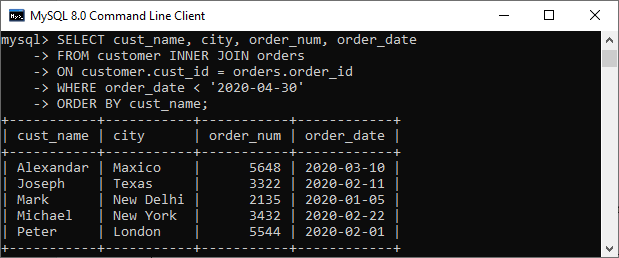 MySQL 8.0 Command Line Client
mysql> SELECT cust_name, city, order_num, order_date
    -> FROM customer INNER JOIN orders
    -> ON customer.cust_id = orders.order_id
    -> WHERE order_date < '2020-04-30'
    -> ORDER BY cust_name;
+-----------+-----------+-----------+------------+
| cust_name | city      | order_num | order_date |
+-----------+-----------+-----------+------------+
| Alexandar | Maxico    |      5648 | 2020-03-10 |
| Joseph    | Texas     |      3322 | 2020-02-11 |
| Mark      | New Delhi |      2135 | 2020-01-05 |
| Michael   | New York  |      3432 | 2020-02-22 |
| Peter     | London    |      5544 | 2020-02-01 |
+-----------+-----------+-----------+------------+